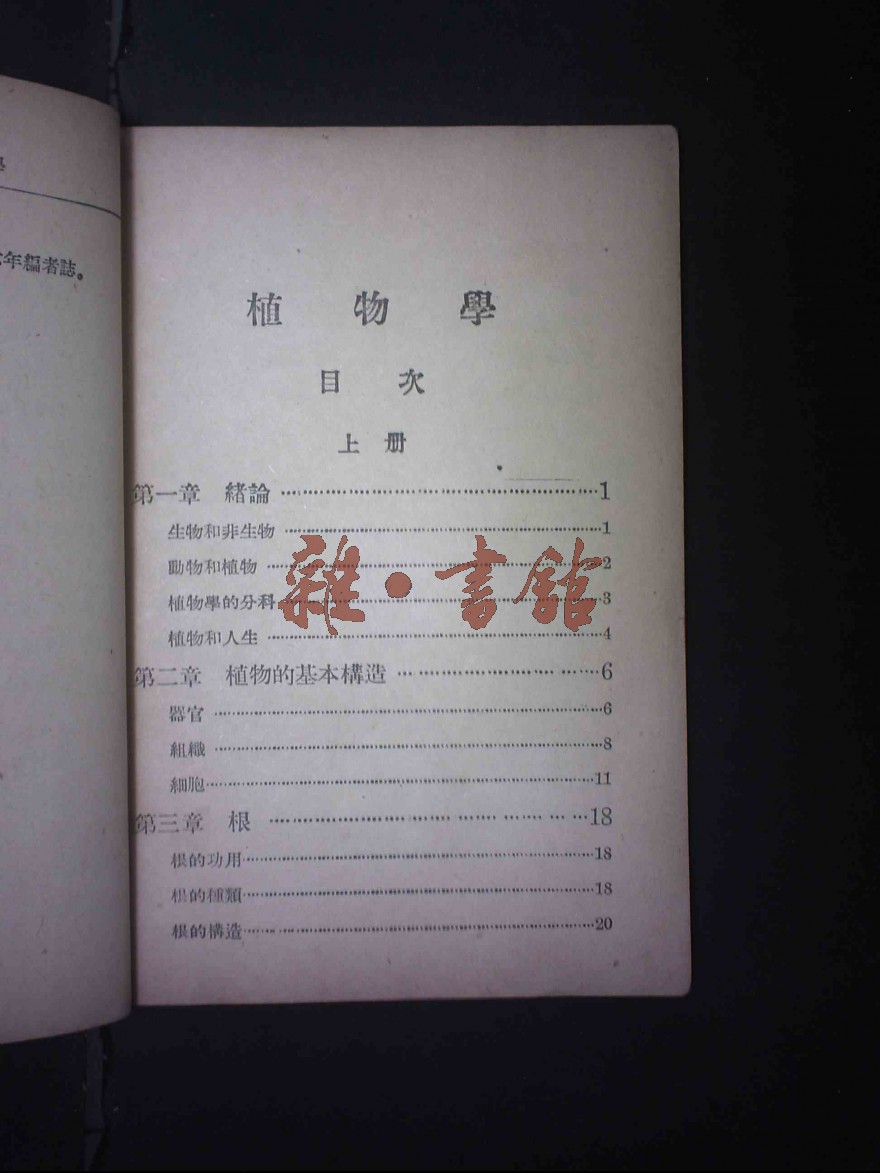 年編者誌。
植物學
目次
上册
第一章 緒論 1
生物和非生物 1
動物和植物 2
植物學的分科 3
植物和人生 4
第二章 植物的基本構造 6
器官 6
組織 8
細胞 11
第三章 根 18
根的功用 18
根的種類 18
根的構造 20
雜·書館